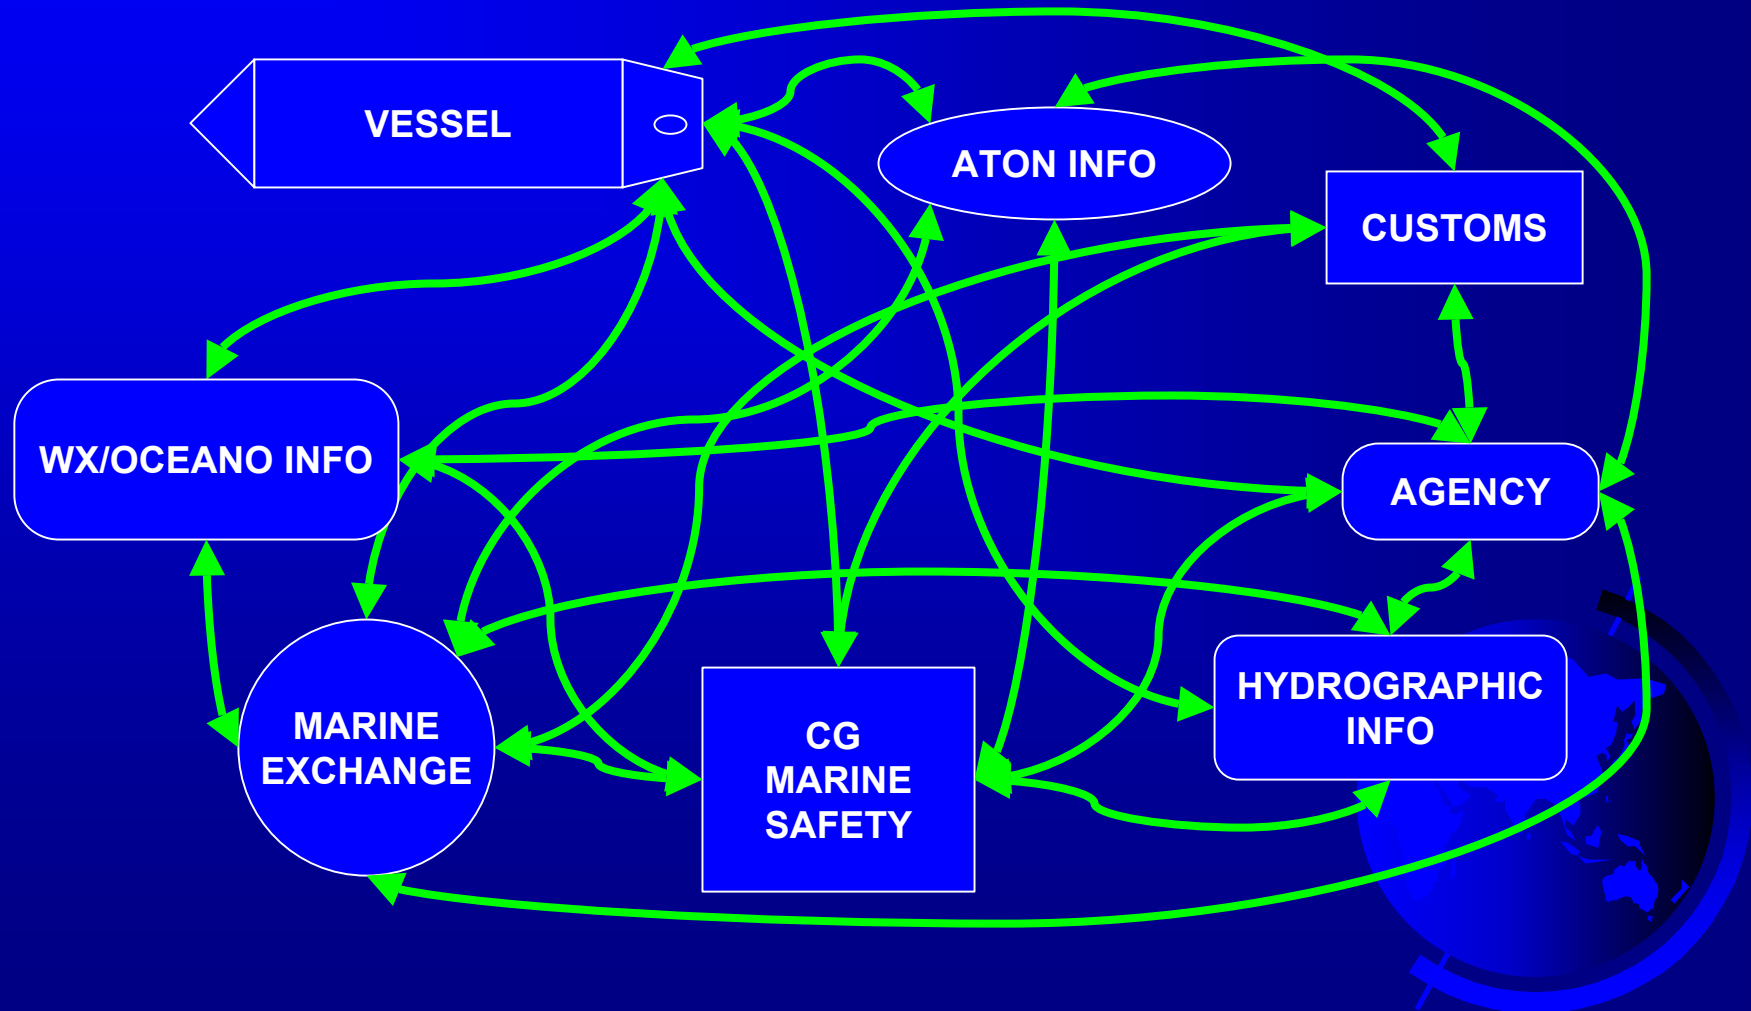 VESSEL
ATON INFO
CUSTOMS
WX/OCEANO INFO
AGENCY
HYDROGRAPHIC
INFO
MARINE
EXCHANGE
CG
MARINE
SAFETY